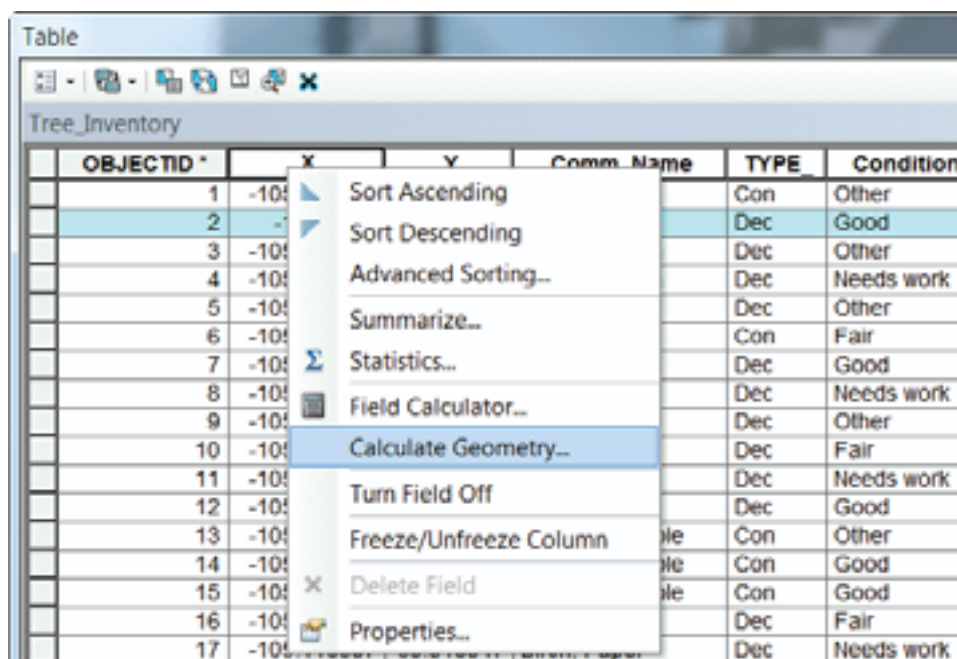 Table
Tree_Inventory
OBJECTID * X Y Comm_Name TYPE_ Condition
1 -105 Con Other
2 Dec Good
3 -105 Dec Other
4 -105 Dec Needs work
5 -105 Dec Other
6 -105 Con Fair
7 -105 Dec Good
8 -105 Dec Needs work
9 -105 Dec Other
10 -105 Dec Fair
11 -105 Dec Needs work
12 -105 Dec Good
13 -105 Con Other
14 -105 Con Good
15 -105 Con Good
16 -105 Dec Fair
17 Dec Needs work
Sort Ascending
Sort Descending
Advanced Sorting...
Summarize...
Σ Statistics...
Field Calculator...
Calculate Geometry...
Turn Field Off
Freeze/Unfreeze Column
Delete Field
Properties...